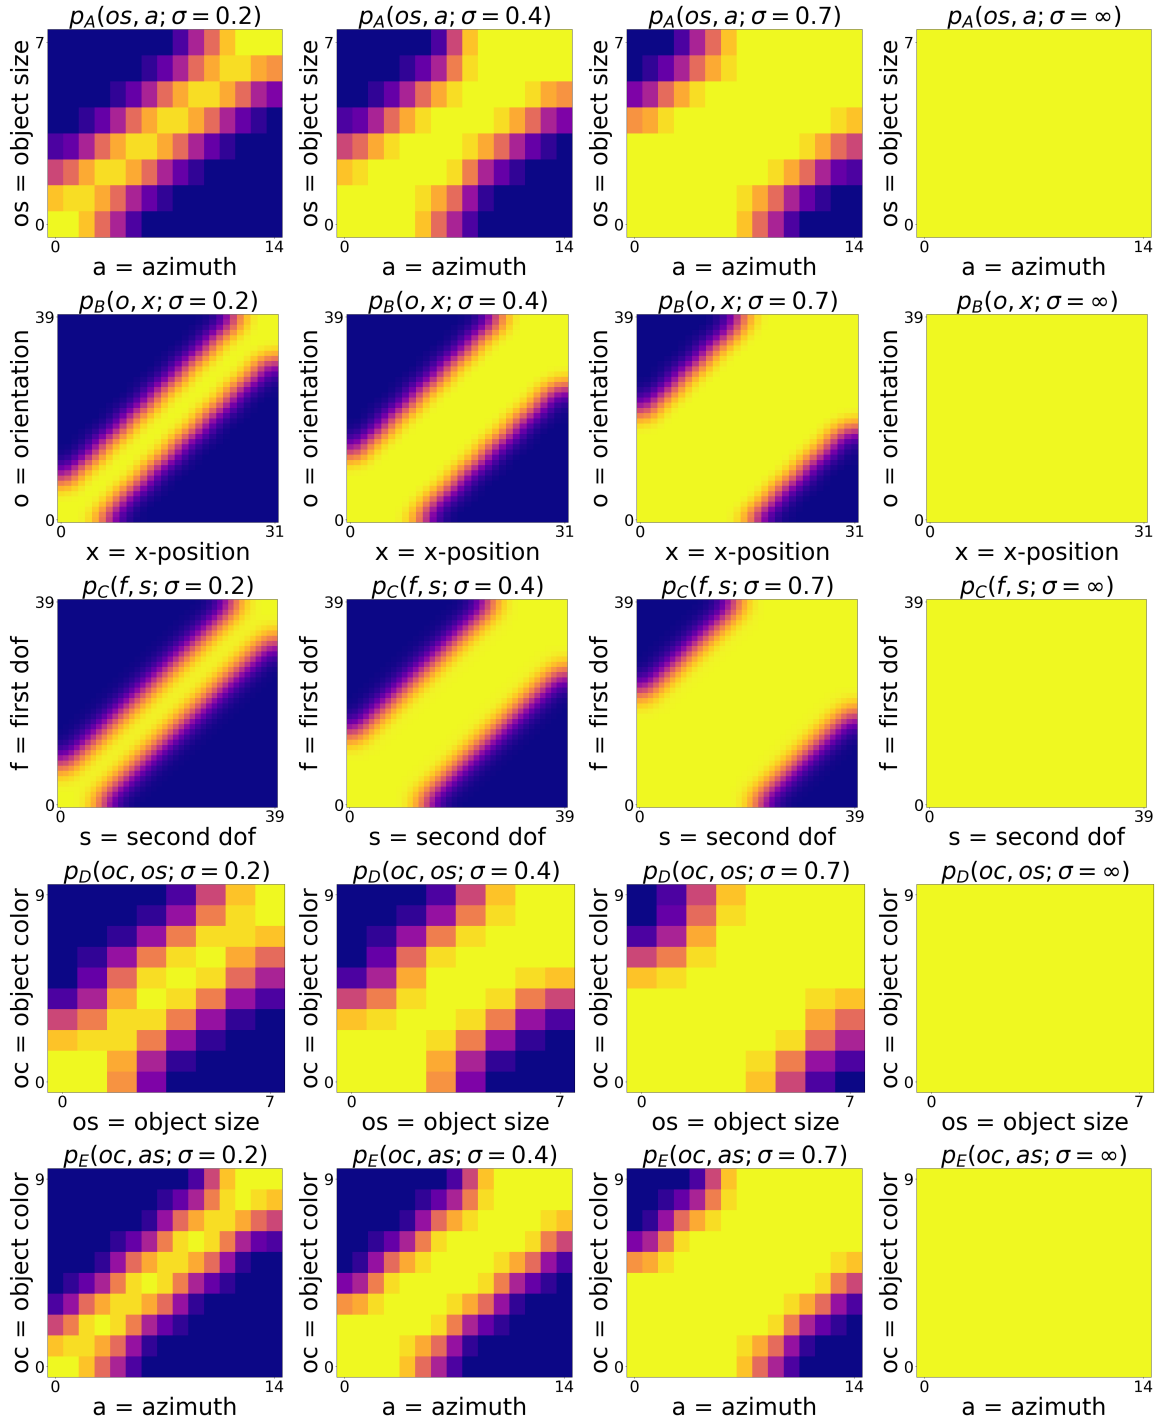 p_A(os, a; σ = 0.2) p_A(os, a; σ = 0.4) p_A(os, a; σ = 0.7) p_A(os, a; σ = ∞)
os = object size os = object size os = object size os = object size
7 7 7 7
0 0 0 0
0 14 0 14 0 14 0 14
a = azimuth a = azimuth a = azimuth a = azimuth
p_B(o, x; σ = 0.2) p_B(o, x; σ = 0.4) p_B(o, x; σ = 0.7) p_B(o, x; σ = ∞)
o = orientation o = orientation o = orientation o = orientation
39 39 39 39
0 0 0 0
0 31 0 31 0 31 0 31
x = x-position x = x-position x = x-position x = x-position
p_C(f, s; σ = 0.2) p_C(f, s; σ = 0.4) p_C(f, s; σ = 0.7) p_C(f, s; σ = ∞)
f = first dof f = first dof f = first dof f = first dof
39 39 39 39
0 0 0 0
0 39 0 39 0 39 0 39
s = second dof s = second dof s = second dof s = second dof
p_D(oc, os; σ = 0.2) p_D(oc, os; σ = 0.4) p_D(oc, os; σ = 0.7) p_D(oc, os; σ = ∞)
oc = object color oc = object color oc = object color oc = object color
9 9 9 9
0 0 0 0
0 7 0 7 0 7 0 7
os = object size os = object size os = object size os = object size
p_E(oc, as; σ = 0.2) p_E(oc, as; σ = 0.4) p_E(oc, as; σ = 0.7) p_E(oc, as; σ = ∞)
oc = object color oc = object color oc = object color oc = object color
9 9 9 9
0 0 0 0
0 14 0 14 0 14 0 14
a = azimuth a = azimuth a = azimuth a = azimuth